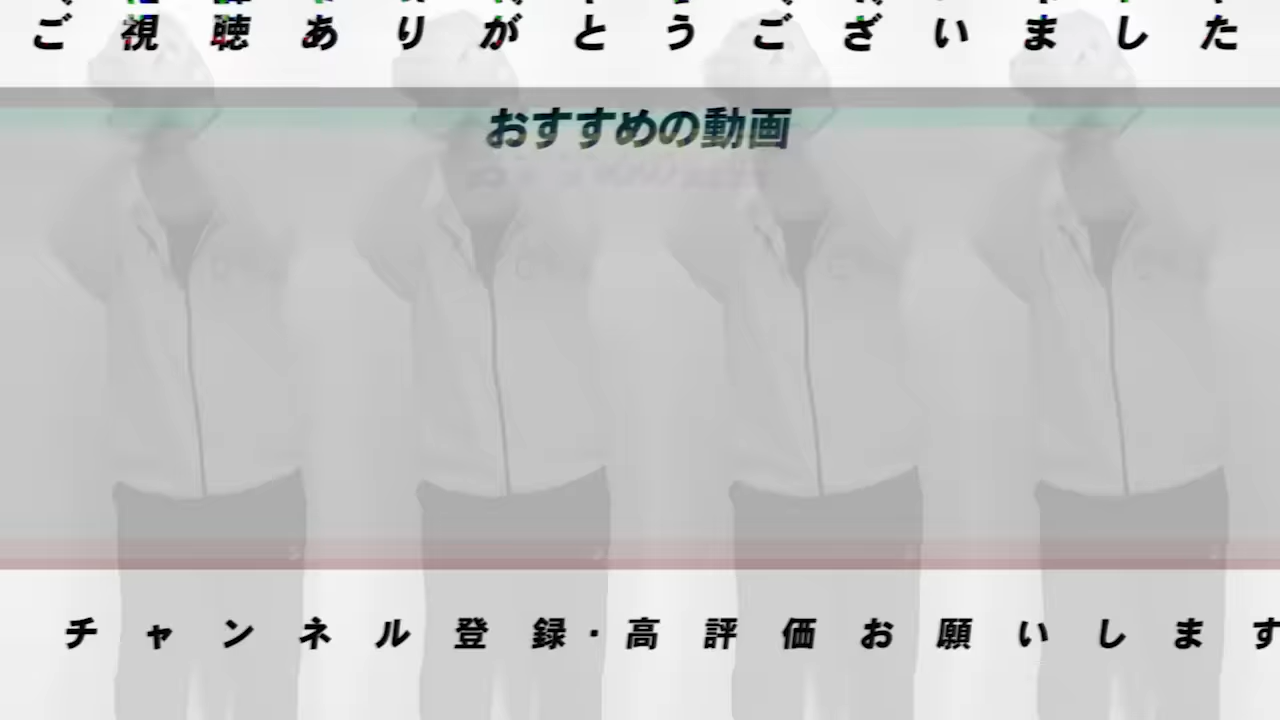 ご視聴ありがとうございました
おすすめの動画
チャンネル登録・高評価お願いします